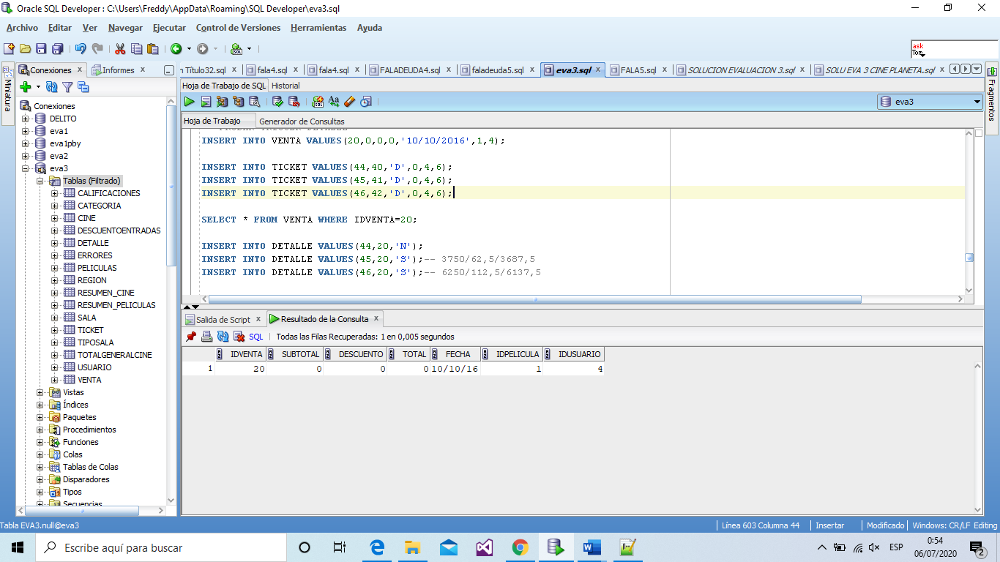 Oracle SQL Developer : C:\Users\Freddy\AppData\Roaming\SQL Developer\eva3.sql
Archivo Editar Ver Navegar Ejecutar Control de Versiones Herramientas Ayuda
ask
Tom
Miniatura
Conexiones
Informes
n Título32.sql fala4.sql fala4.sql FALADEUDA4.sql faladeuda5.sql eva3.sql FALA5.sql SOLUCION EVALUACION 3.sql SOLU EVA 3 CINE PLANETA.sql
Fragmentos
Hoja de Trabajo de SQL Historial
eva3
Hoja de Trabajo Generador de Consultas
Conexiones
DELITO
eva1
eva1pby
eva2
eva3
Tablas (Filtrado)
CALIFICACIONES
CATEGORIA
CINE
DESCUENTOENTRADAS
DETALLE
ERRORES
PELICULAS
REGION
RESUMEN_CINE
RESUMEN_PELICULAS
SALA
TICKET
TIPOSALA
TOTALGENERALCINE
USUARIO
VENTA
Vistas
Índices
Paquetes
Procedimientos
Funciones
Colas
Tablas de Colas
Disparadores
Tipos
Secuencias
INSERT INTO VENTA VALUES(20,0,0,0,'10/10/2016',1,4);
INSERT INTO TICKET VALUES(44,40,'D',0,4,6);
INSERT INTO TICKET VALUES(45,41,'D',0,4,6);
INSERT INTO TICKET VALUES(46,42,'D',0,4,6);
SELECT * FROM VENTA WHERE IDVENTA=20;
INSERT INTO DETALLE VALUES(44,20,'N');
INSERT INTO DETALLE VALUES(45,20,'S');-- 3750/62,5/3687,5
INSERT INTO DETALLE VALUES(46,20,'S');-- 6250/112,5/6137,5
Salida de Script x Resultado de la Consulta x
SQL | Todas las Filas Recuperadas: 1 en 0,005 segundos
IDVENTA SUBTOTAL DESCUENTO TOTAL FECHA IDPELICULA IDUSUARIO
1 20 0 0 0 10/10/16 1 4
Tabla EVA3.null@eva3
Línea 603 Columna 44 Insertar Modificado Windows: CR/LF Editing
Escribe aquí para buscar
ESP
0:54
06/07/2020
2